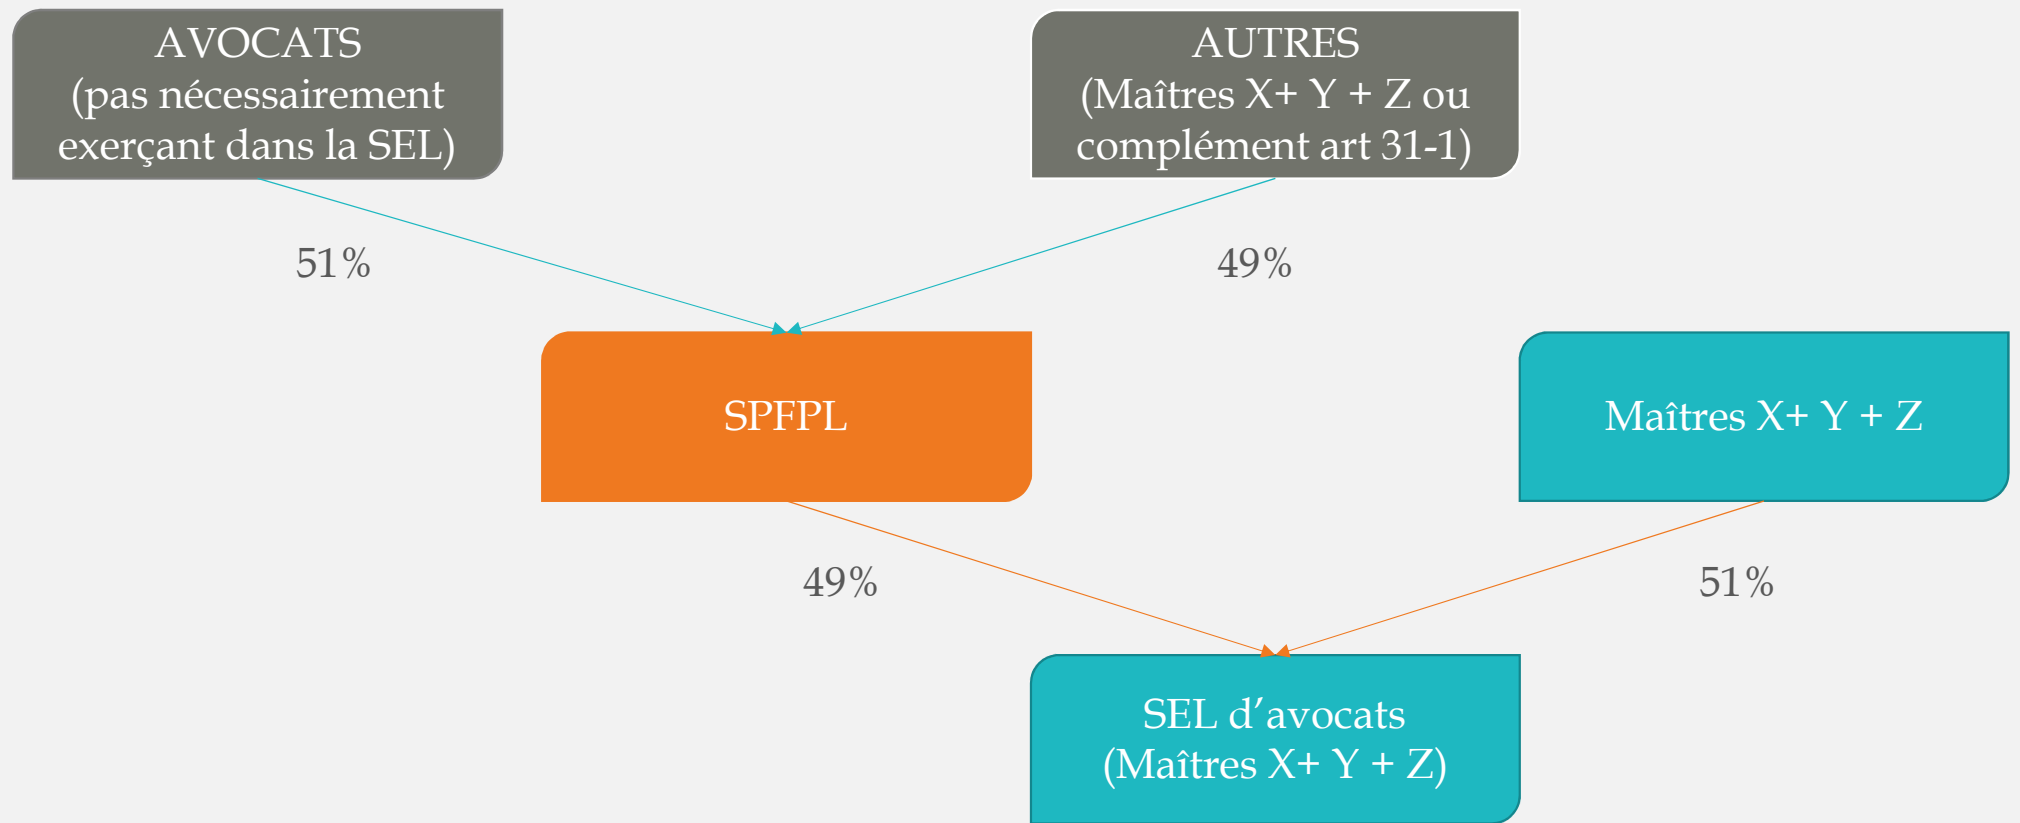 AVOCATS
(pas nécessairement
exerçant dans la SEL)
AUTRES
(Maîtres X+ Y + Z ou
complément art 31-1)
51%
49%
SPFPL
Maîtres X+ Y + Z
49%
51%
SEL d’avocats
(Maîtres X+ Y + Z)